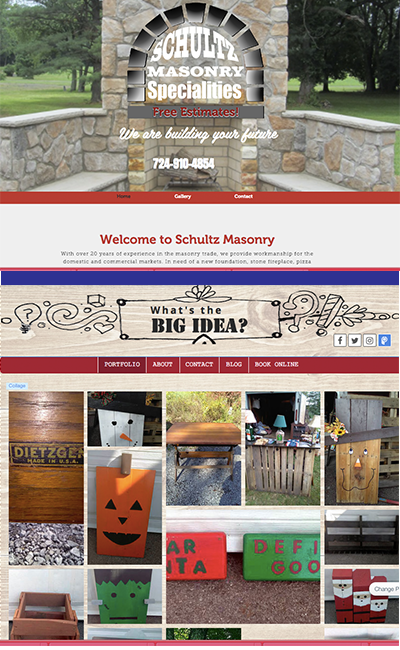 SCHULTZ
MASONRY
Specialities
Free Estimates!
We are building your future
724-910-4854
Home Gallery Contact
Welcome to Schultz Masonry
With over 20 years of experience in the masonry trade, we provide workmanship for the
domestic and commercial markets. In need of a new foundation, stone fireplace, pizza
What's the
BIG IDEA?
PORTFOLIO ABOUT CONTACT BLOG BOOK ONLINE
Collage
DIETZGEN
MADE IN U.S.A.
AR
NTA
DEFI
GOO
Change P